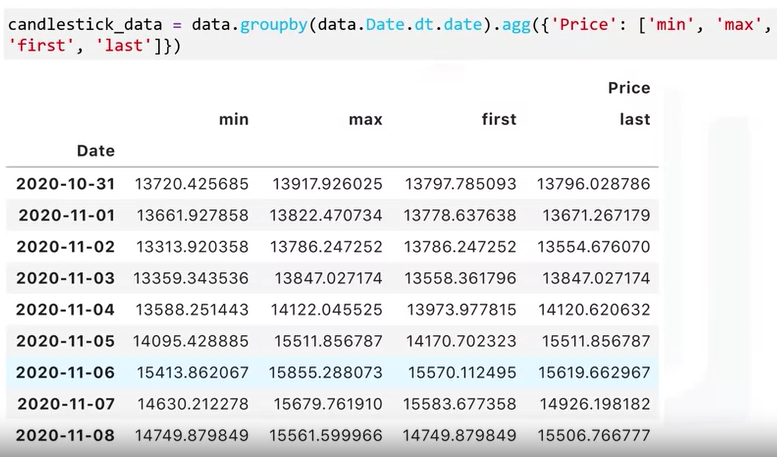 candlestick_data = data.groupby(data.Date.dt.date).agg({'Price': ['min', 'max',
'first', 'last']})
Price
min max first last
Date
2020-10-31 13720.425685 13917.926025 13797.785093 13796.028786
2020-11-01 13661.927858 13822.470734 13778.637638 13671.267179
2020-11-02 13313.920358 13786.247252 13786.247252 13554.676070
2020-11-03 13359.343536 13847.027174 13558.361796 13847.027174
2020-11-04 13588.251443 14122.045525 13973.977815 14120.620632
2020-11-05 14095.428885 15511.856787 14170.702323 15511.856787
2020-11-06 15413.862067 15855.288073 15570.112495 15619.662967
2020-11-07 14630.212278 15679.761910 15583.677358 14926.198182
2020-11-08 14749.879849 15561.599966 14749.879849 15506.766777